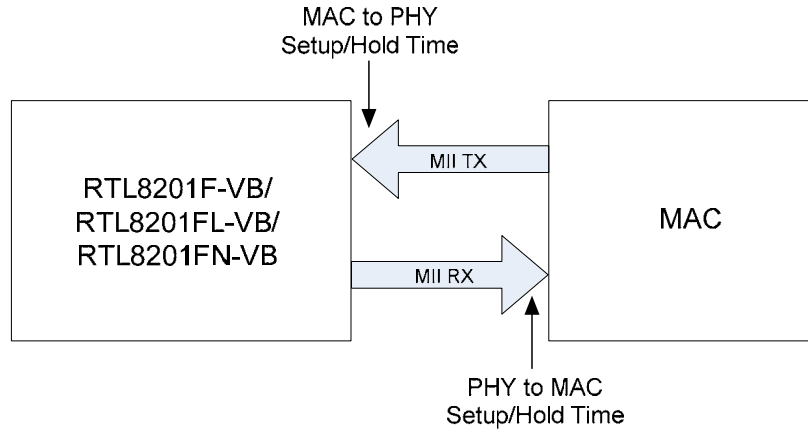 MAC to PHY
Setup/Hold Time
MII TX
RTL8201F-VB/
RTL8201FL-VB/
RTL8201FN-VB
MAC
MII RX
PHY to MAC
Setup/Hold Time